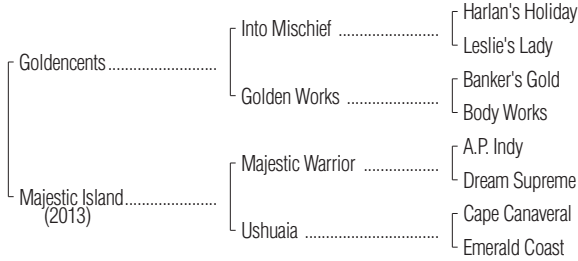 Harlan's Holiday
Into Mischief ....................
Leslie's Lady
Goldencents.....................
Banker's Gold
Golden Works ..................
Body Works
A.P. Indy
Majestic Warrior ...............
Dream Supreme
Majestic Island..................
(2013)
Cape Canaveral
Ushuaia ...........................
Emerald Coast